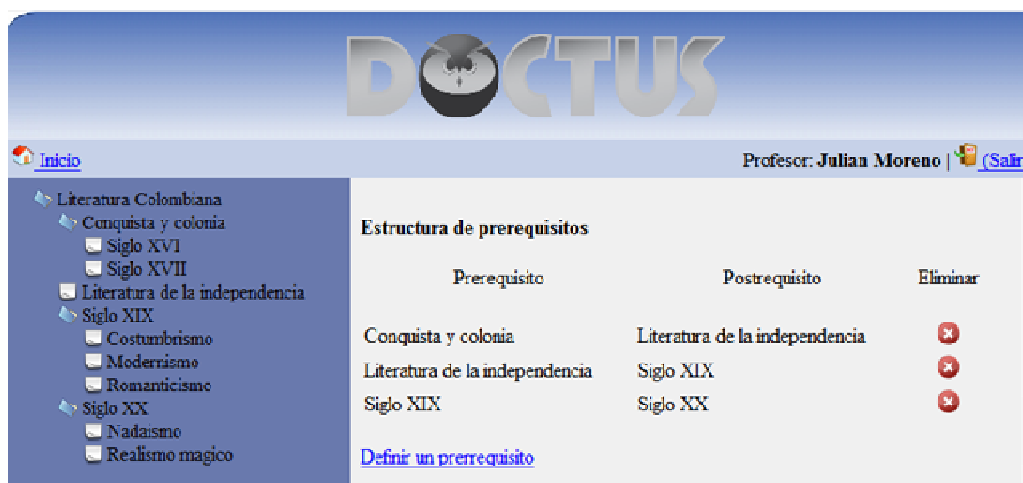 DOCTUS
Inicio
Profesor: Julian Moreno | (Salir
Literatura Colombiana
Conquista y colonia
Siglo XVI
Siglo XVII
Literatura de la independencia
Siglo XIX
Costumbrismo
Modernismo
Romanticismo
Siglo XX
Nadaismo
Realismo magico
Estructura de prerequisitos
Prerequisito Postrequisito Eliminar
Conquista y colonia Literatura de la independencia
Literatura de la independencia Siglo XIX
Siglo XIX Siglo XX
Definir un prerrequisito